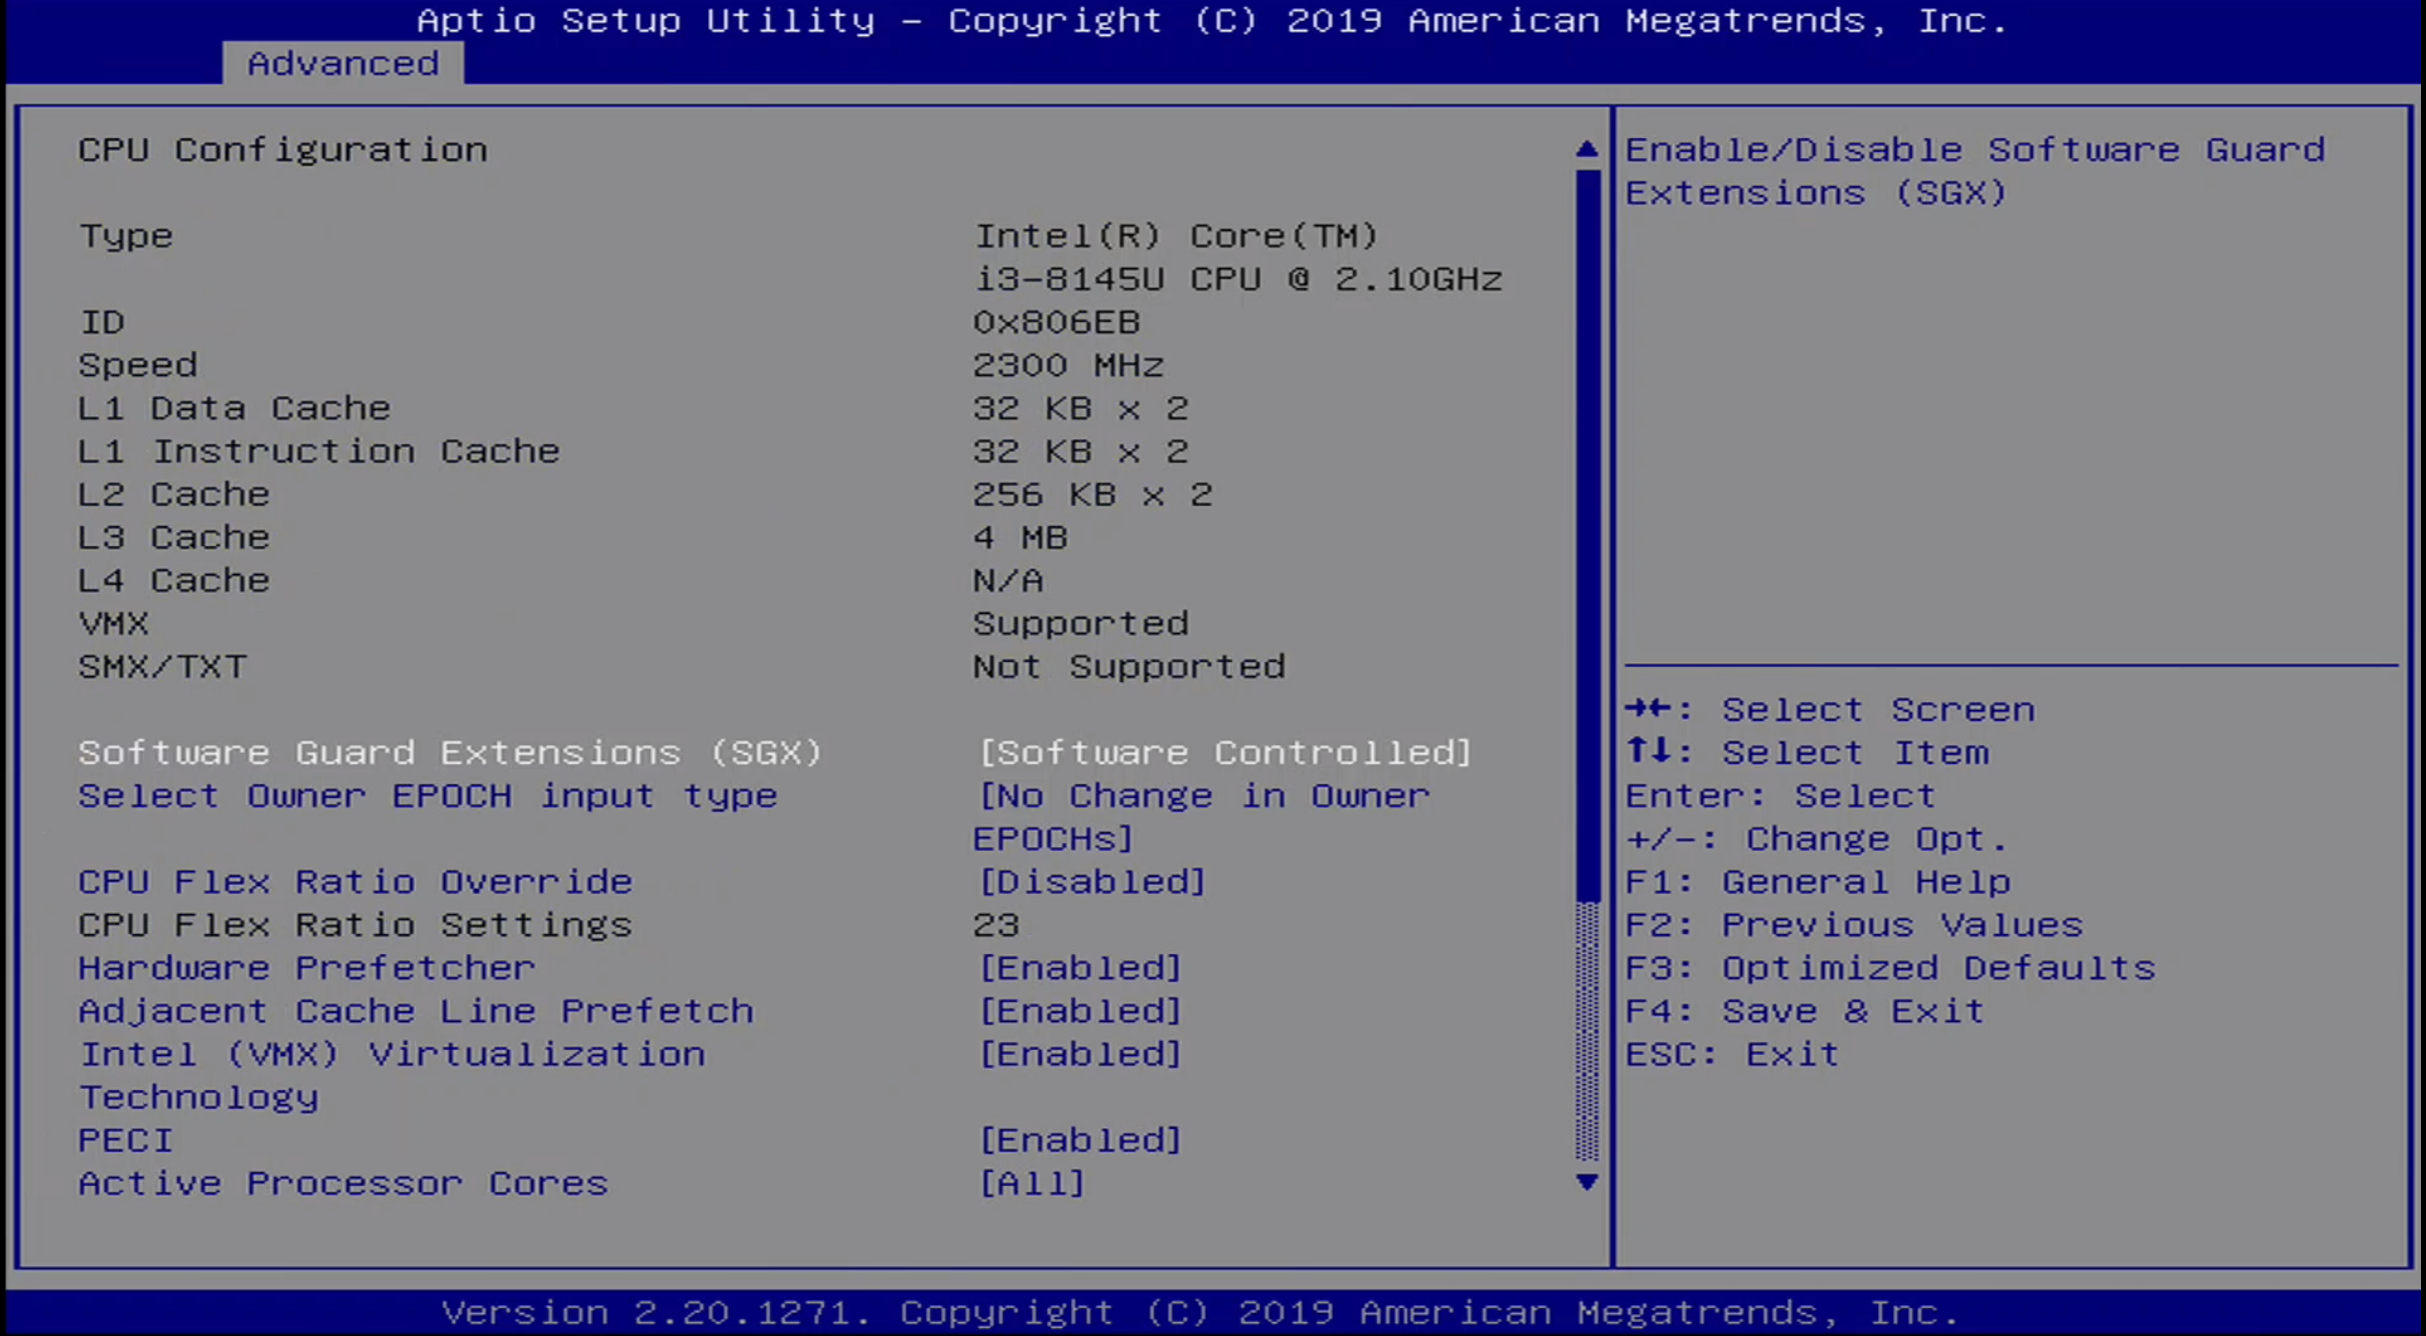 Aptio Setup Utility – Copyright (C) 2019 American Megatrends, Inc.
Advanced
CPU Configuration
Type Intel(R) Core(TM)
i3-8145U CPU @ 2.10GHz
ID 0x806EB
Speed 2300 MHz
L1 Data Cache 32 KB x 2
L1 Instruction Cache 32 KB x 2
L2 Cache 256 KB x 2
L3 Cache 4 MB
L4 Cache N/A
VMX Supported
SMX/TXT Not Supported
Software Guard Extensions (SGX) [Software Controlled]
Select Owner EPOCH input type [No Change in Owner
EPOCHs]
CPU Flex Ratio Override [Disabled]
CPU Flex Ratio Settings 23
Hardware Prefetcher [Enabled]
Adjacent Cache Line Prefetch [Enabled]
Intel (VMX) Virtualization [Enabled]
Technology
PECI [Enabled]
Active Processor Cores [All]
Enable/Disable Software Guard
Extensions (SGX)
→←: Select Screen
↑↓: Select Item
Enter: Select
+/-: Change Opt.
F1: General Help
F2: Previous Values
F3: Optimized Defaults
F4: Save & Exit
ESC: Exit
Version 2.20.1271. Copyright (C) 2019 American Megatrends, Inc.